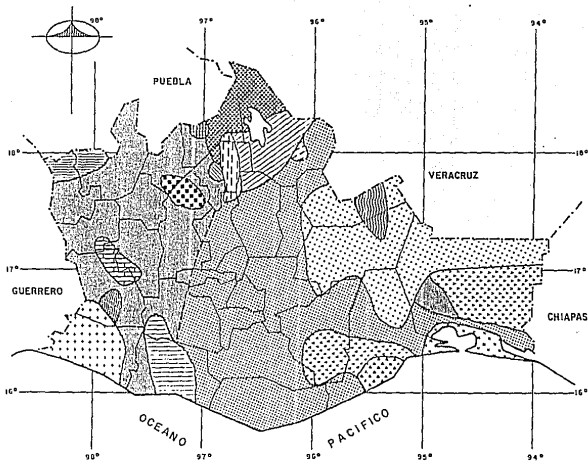 98° 97° 96° 95° 94°
PUEBLA
18° 18°
VERACRUZ
17° 17°
GUERRERO
CHIAPAS
16° 16°
OCEANO PACIFICO
98° 97° 96° 95° 94°